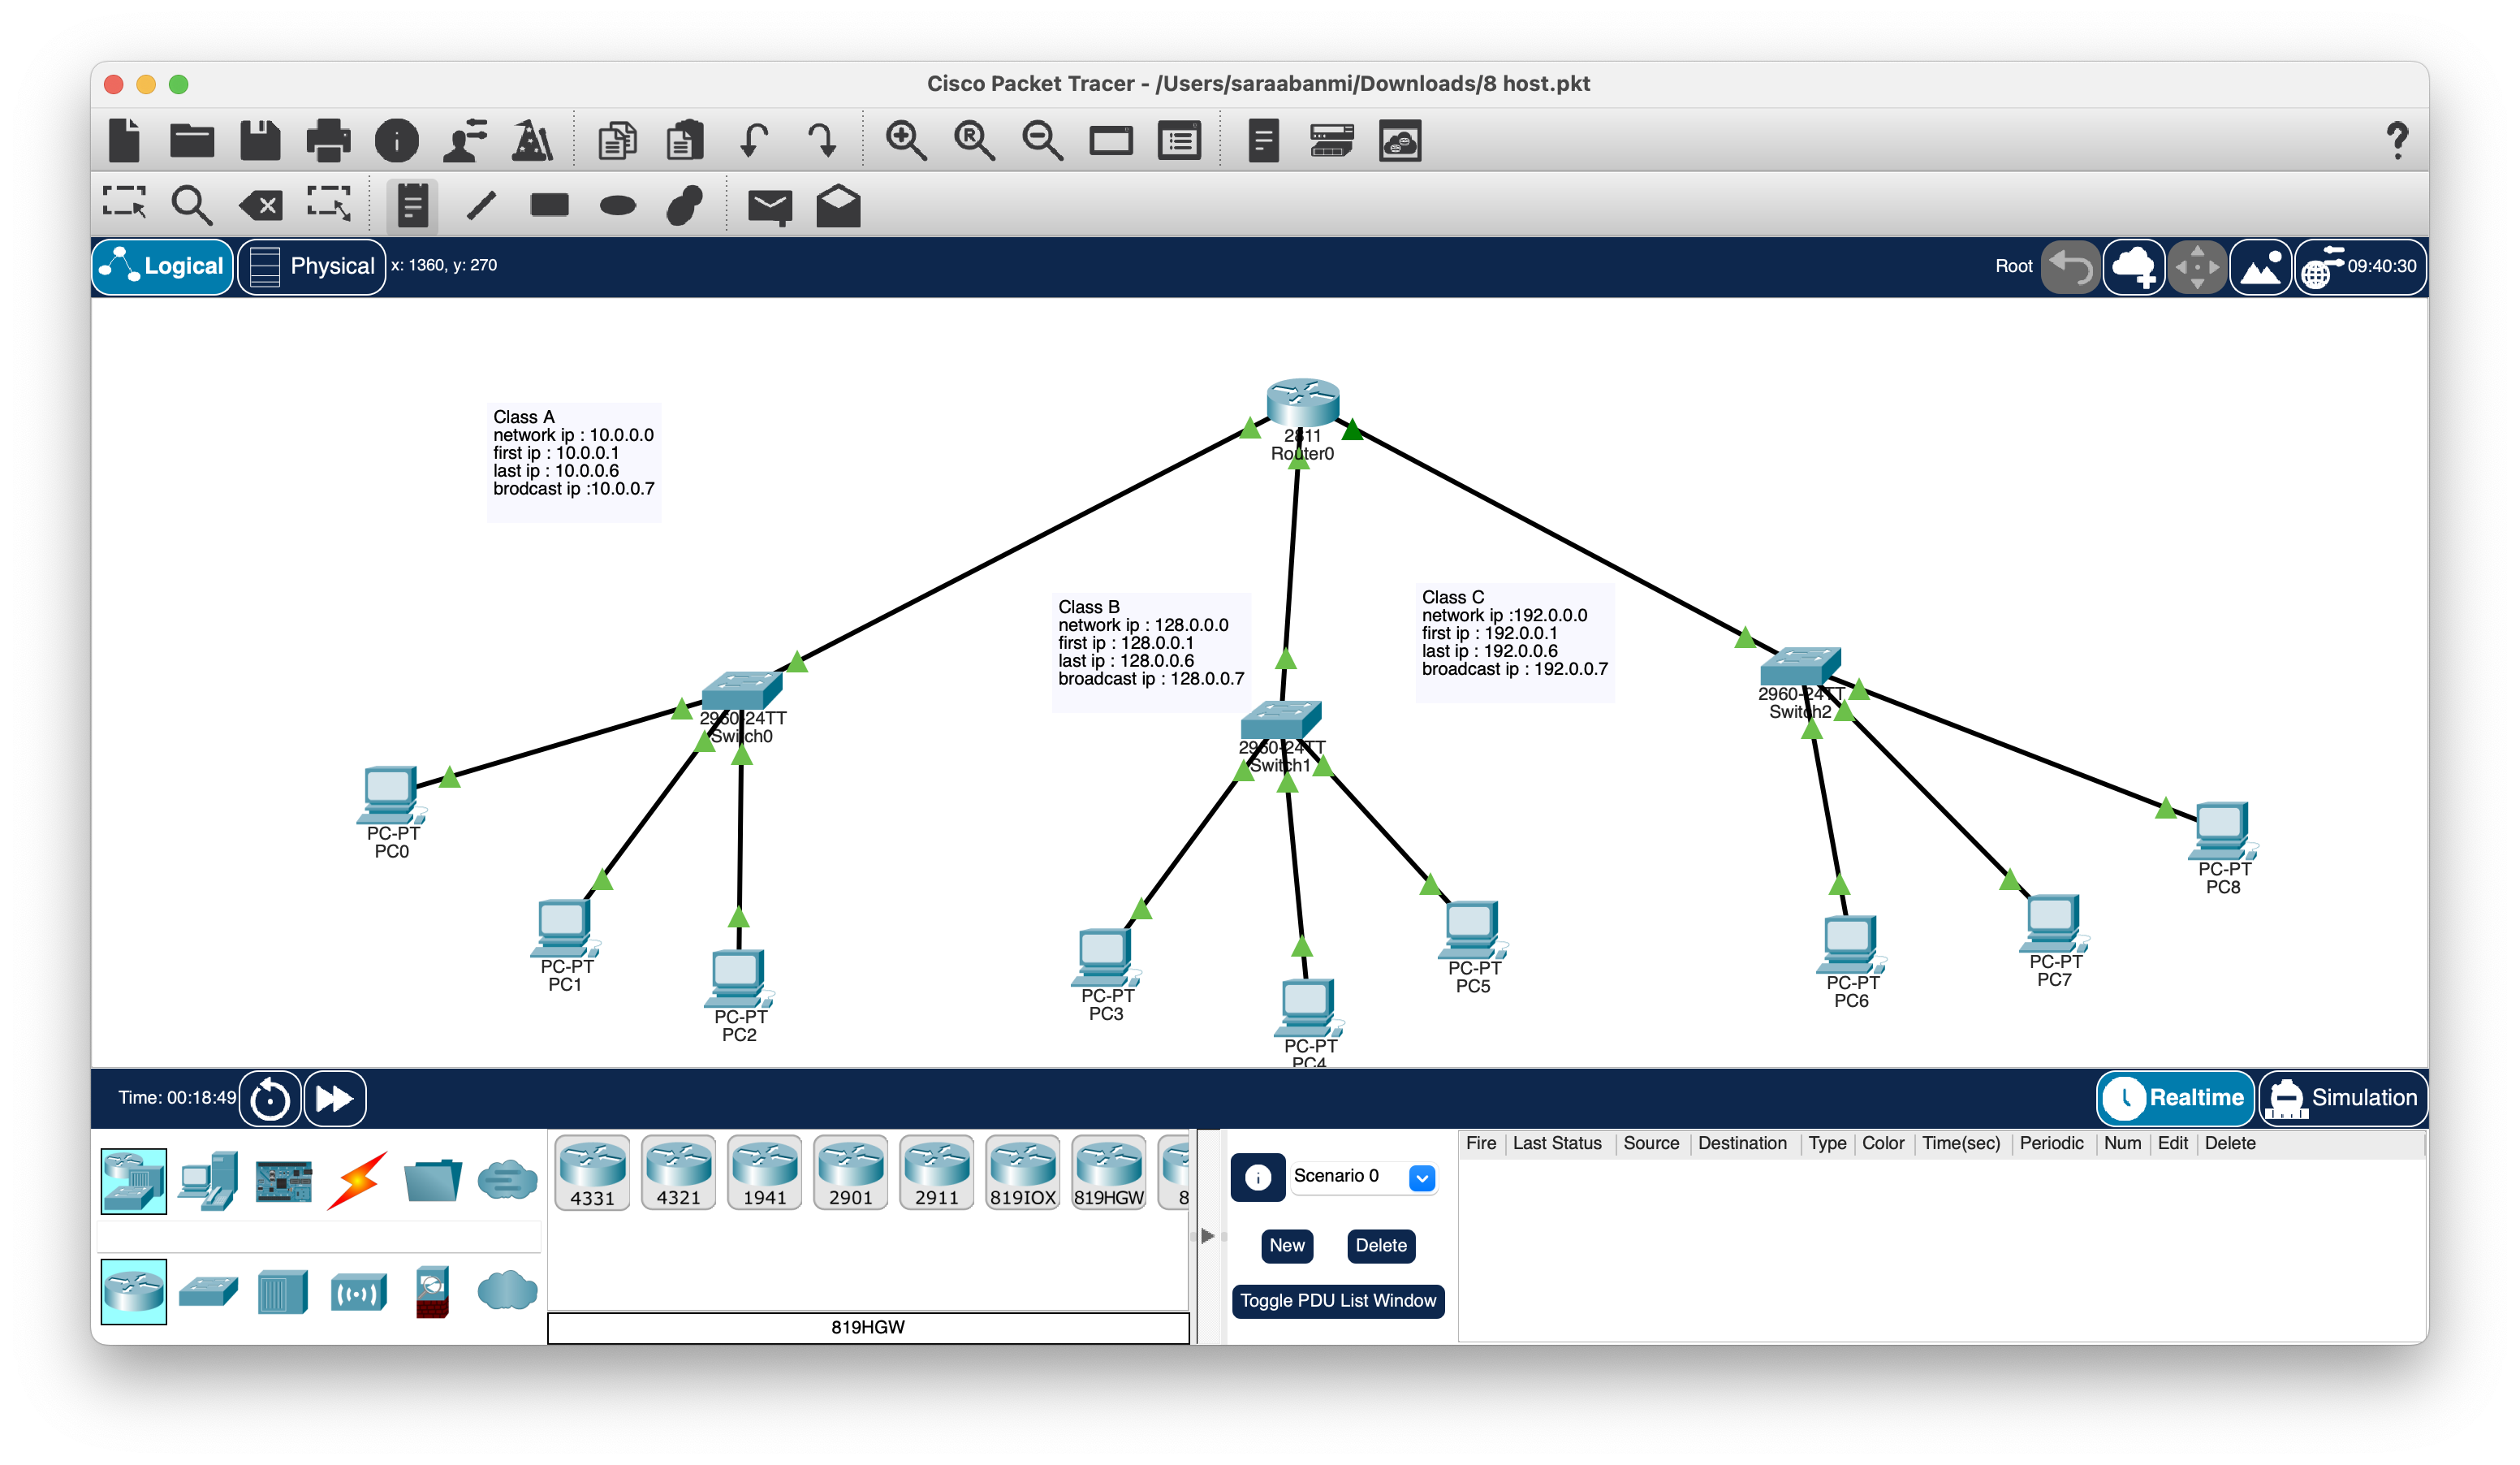 Cisco Packet Tracer - /Users/saraabanmi/Downloads/8 host.pkt
Logical
Physical
x: 1360, y: 270
Root
09:40:30
Class A
network ip : 10.0.0.0
first ip : 10.0.0.1
last ip : 10.0.0.6
brodcast ip :10.0.0.7
2811
Router0
Class B
network ip : 128.0.0.0
first ip : 128.0.0.1
last ip : 128.0.0.6
broadcast ip : 128.0.0.7
Class C
network ip :192.0.0.0
first ip : 192.0.0.1
last ip : 192.0.0.6
broadcast ip : 192.0.0.7
2960-24TT
Switch0
2960-24TT
Switch1
2960-24TT
Switch2
PC-PT
PC0
PC-PT
PC1
PC-PT
PC2
PC-PT
PC3
PC-PT
PC4
PC-PT
PC5
PC-PT
PC6
PC-PT
PC7
PC-PT
PC8
Time: 00:18:49
Realtime
Simulation
4331
4321
1941
2901
2911
819IOX
819HGW
8
819HGW
Scenario 0
New
Delete
Toggle PDU List Window
Fire Last Status Source Destination Type Color Time(sec) Periodic Num Edit Delete